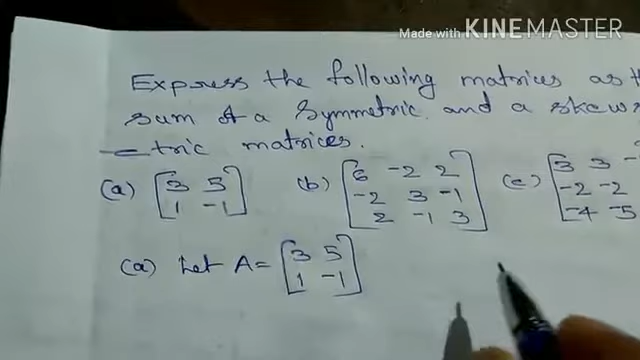 Made with KINEMASTER
Express the following matrices as
sum of a symmetric and a skew
tric matrices.
(a) [3 5 (b) [6 -2 2 (c) [3 3
1 -1] -2 3 -1 -2 -2
2 -1 3] -4 -5
(a) Let A = [3 5
1 -1]